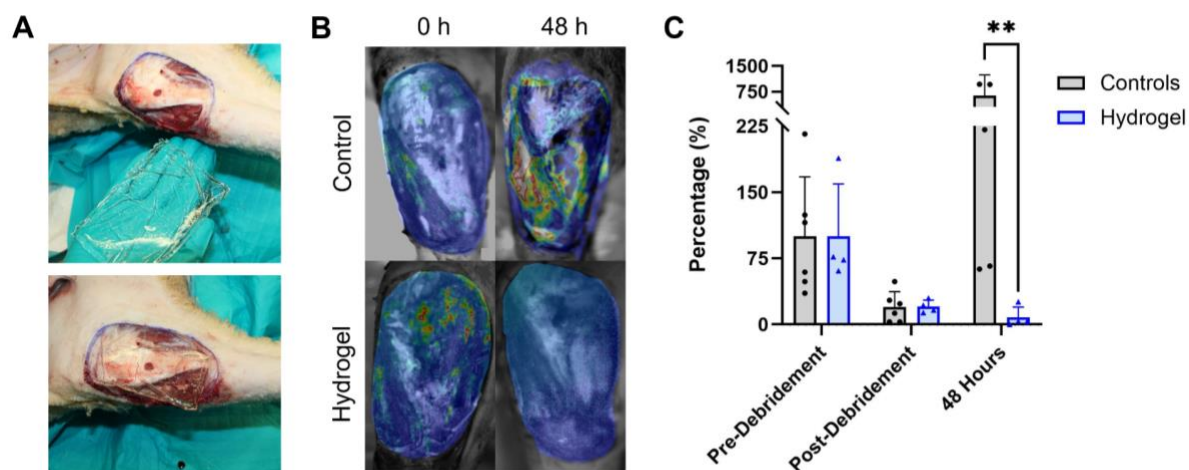 A
B
0 h
48 h
Control
Hydrogel
C
**
Percentage (%)
1500
750
225
150
75
0
Pre-Debridement
Post-Debridement
48 Hours
Controls
Hydrogel